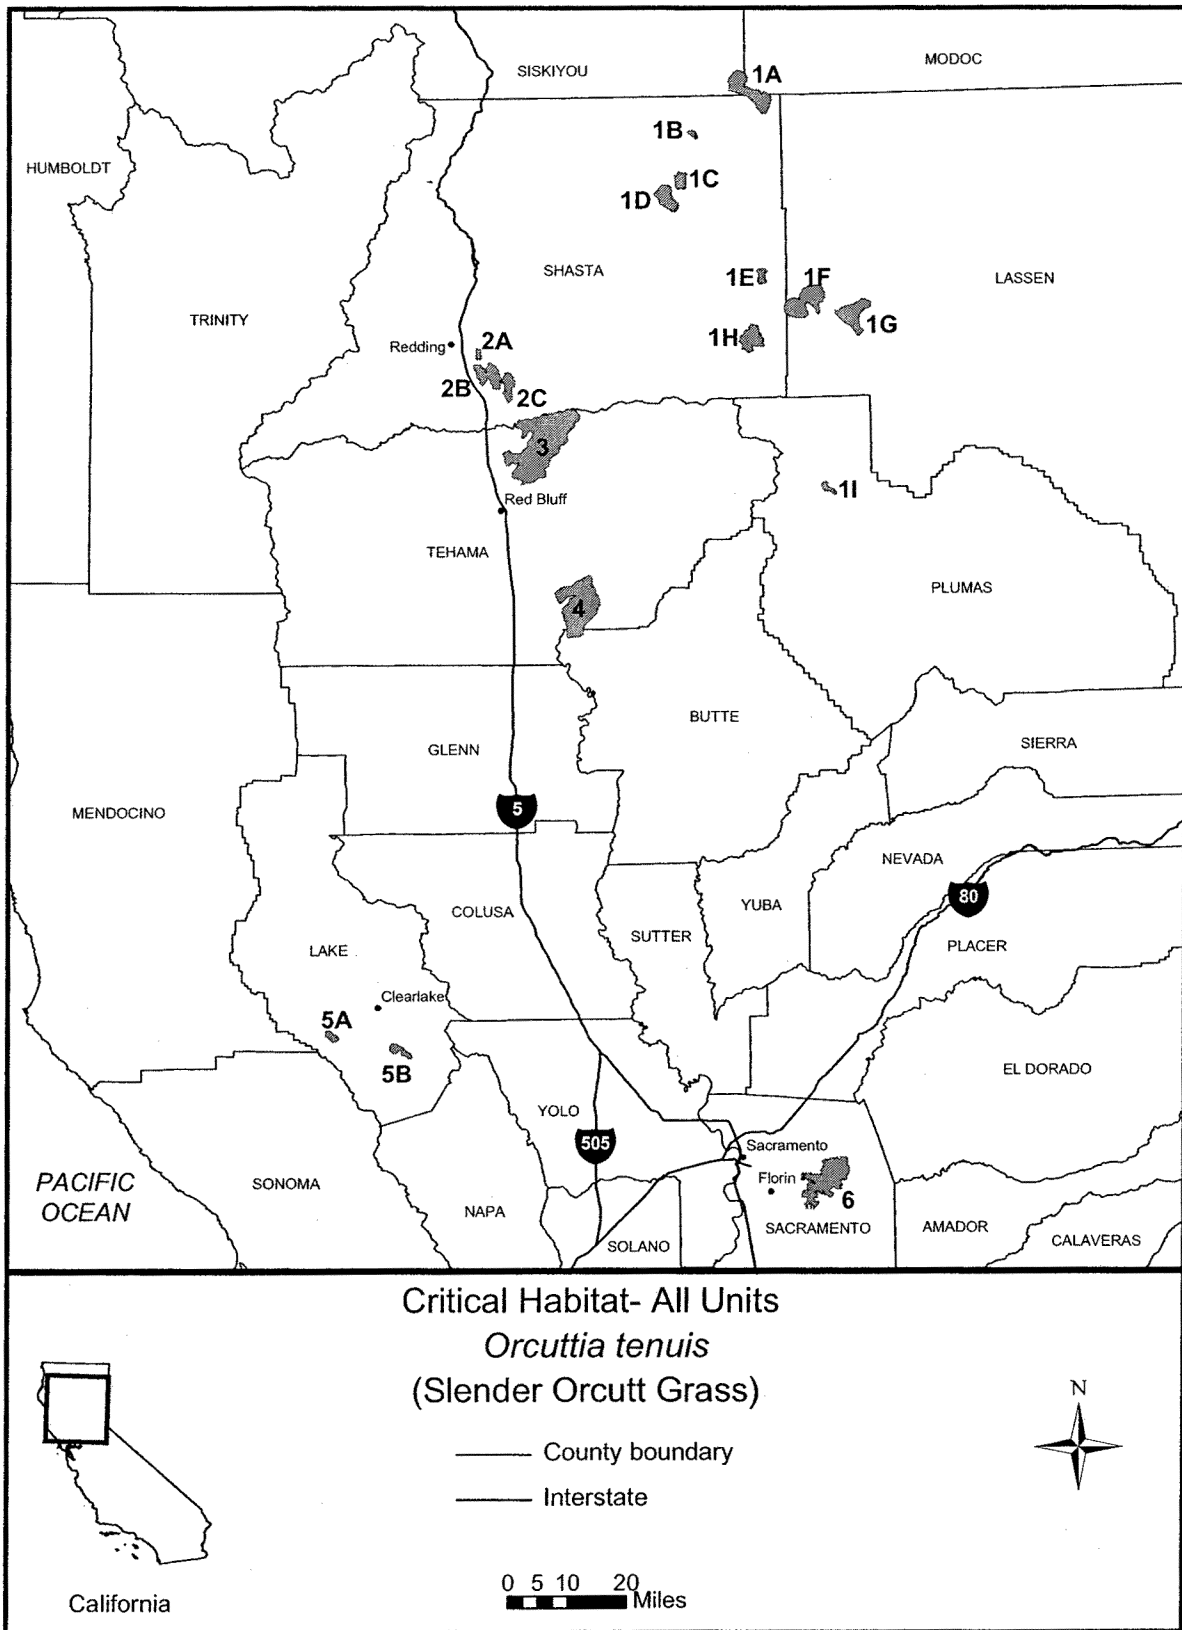 SISKIYOU
MODOC
1A
1B
HUMBOLDT
1C
1D
SHASTA
1E
1F
LASSEN
TRINITY
1G
1H
Redding
2A
2B
2C
3
1I
Red Bluff
TEHAMA
PLUMAS
4
BUTTE
SIERRA
GLENN
MENDOCINO
5
NEVADA
80
YUBA
COLUSA
SUTTER
PLACER
LAKE
Clearlake
5A
5B
EL DORADO
YOLO
505
Sacramento
Florin
PACIFIC
OCEAN
SONOMA
NAPA
6
SACRAMENTO
AMADOR
SOLANO
CALAVERAS
Critical Habitat- All Units
Orcuttia tenuis
(Slender Orcutt Grass)
N
County boundary
Interstate
0 5 10 20
Miles
California